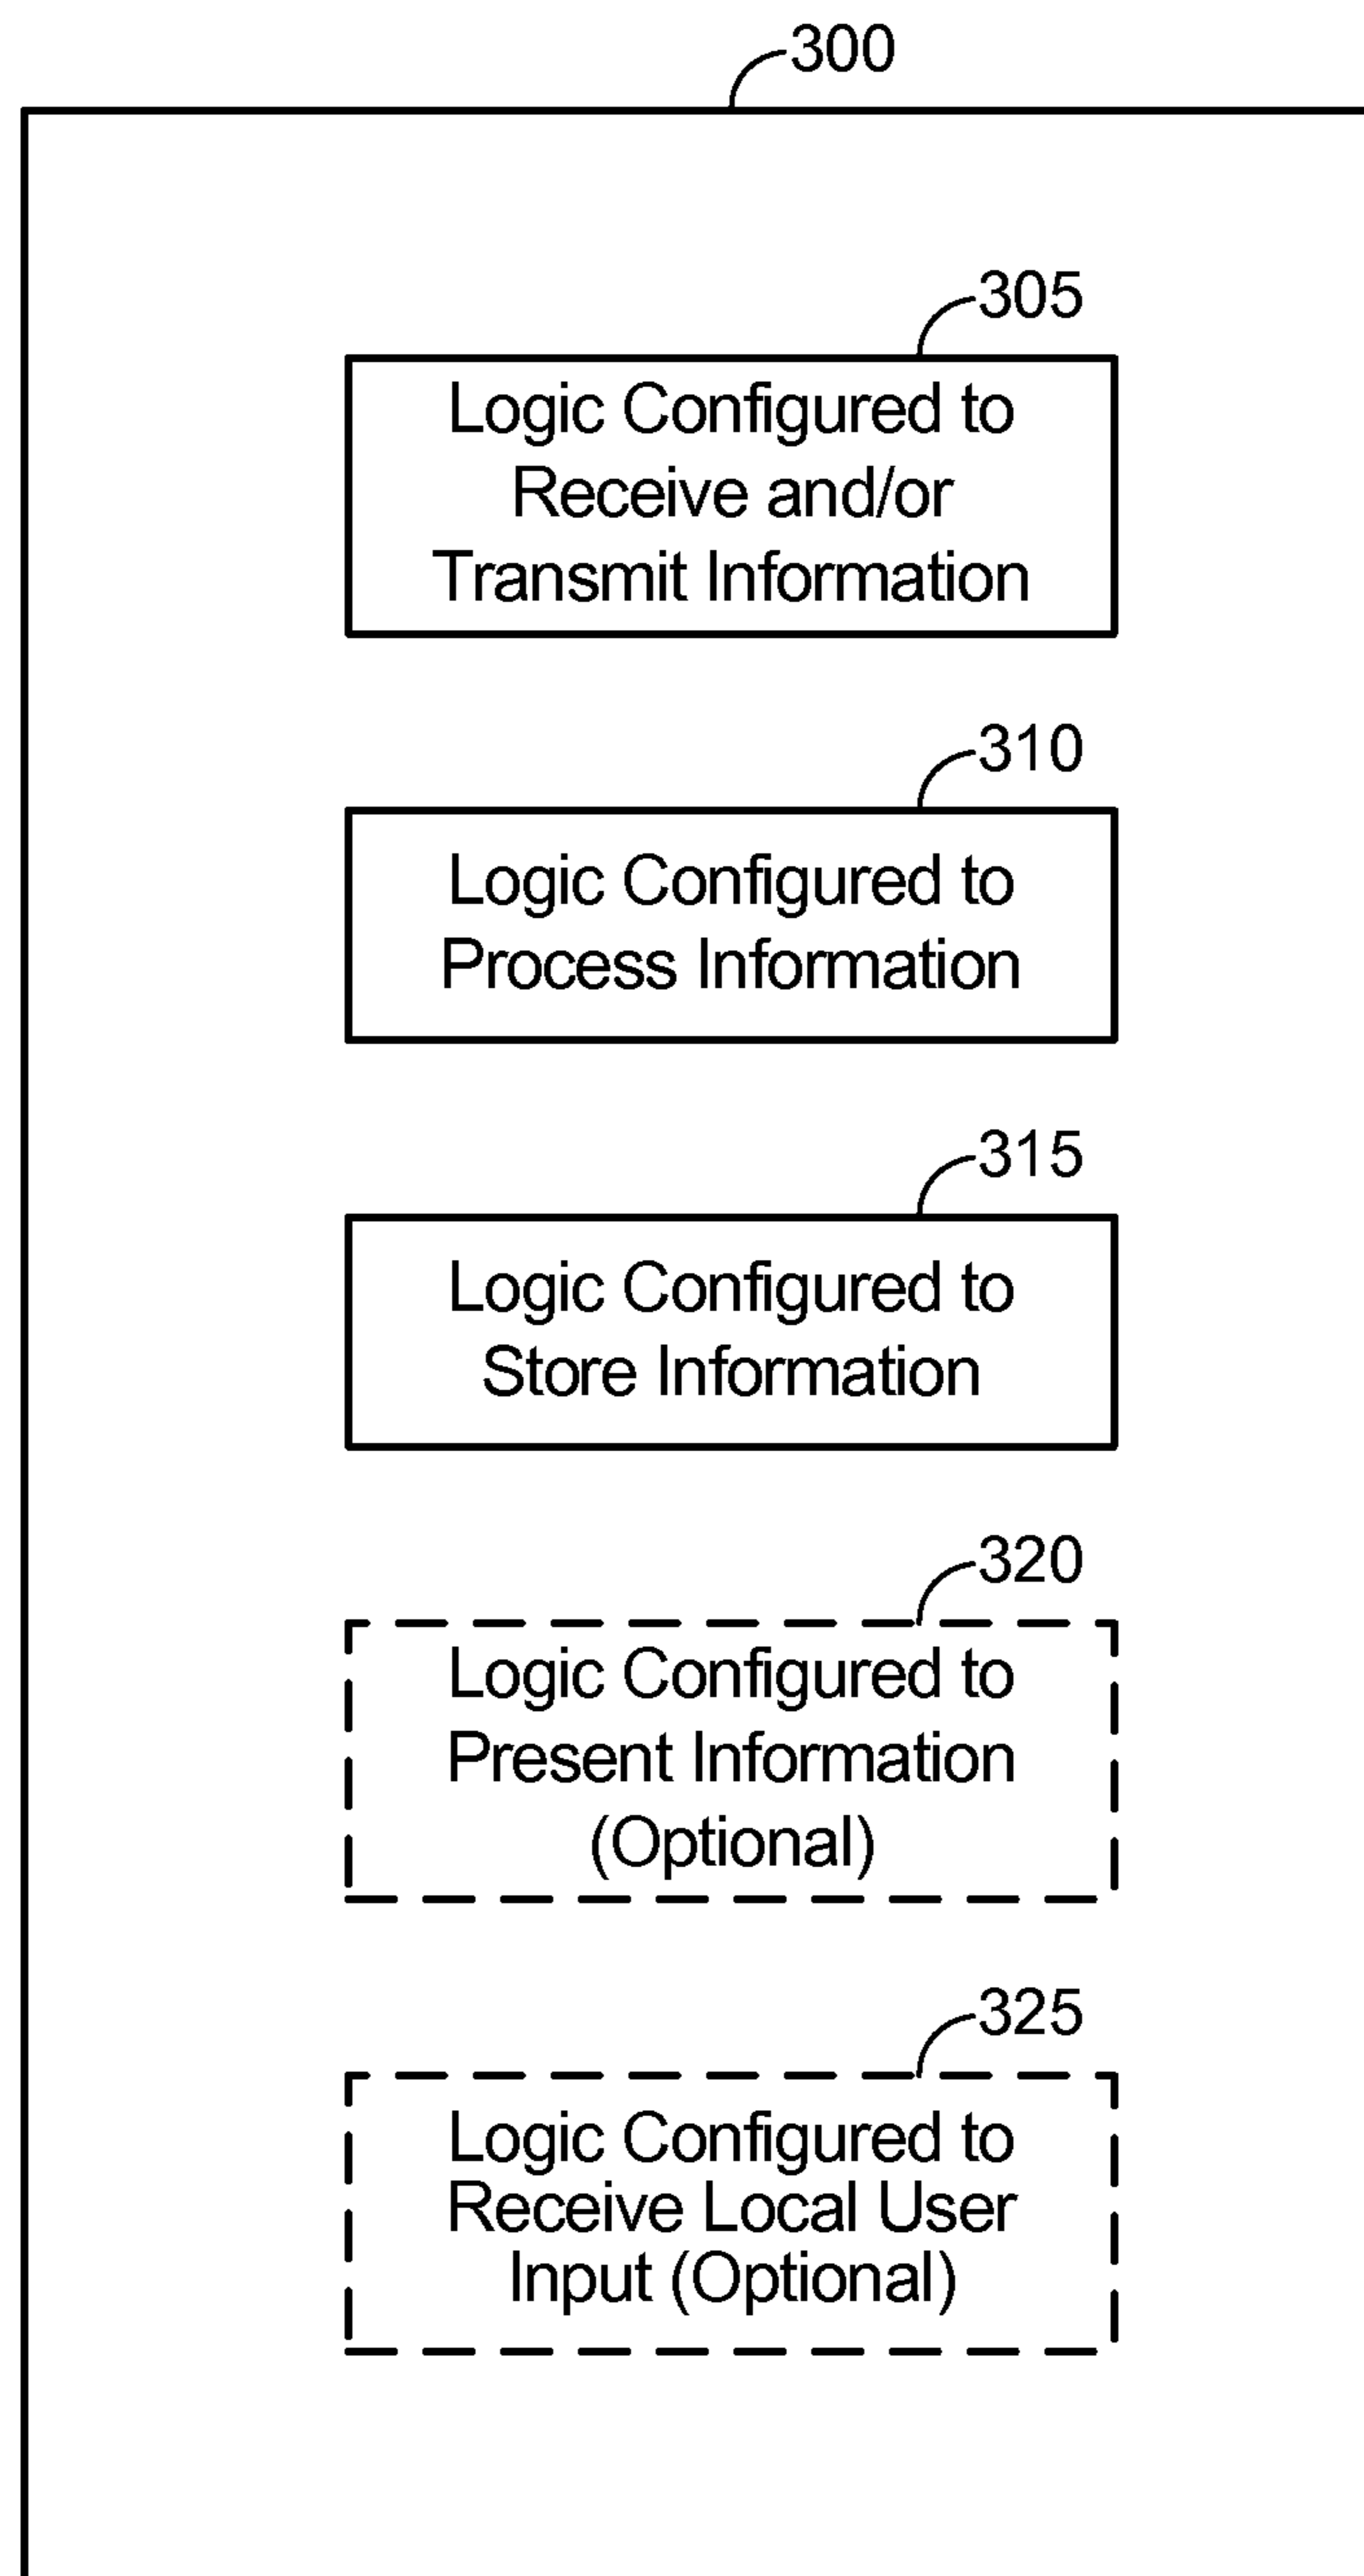 300
305
Logic Configured to
Receive and/or
Transmit Information
310
Logic Configured to
Process Information
315
Logic Configured to
Store Information
320
Logic Configured to
Present Information
(Optional)
325
Logic Configured to
Receive Local User
Input (Optional)